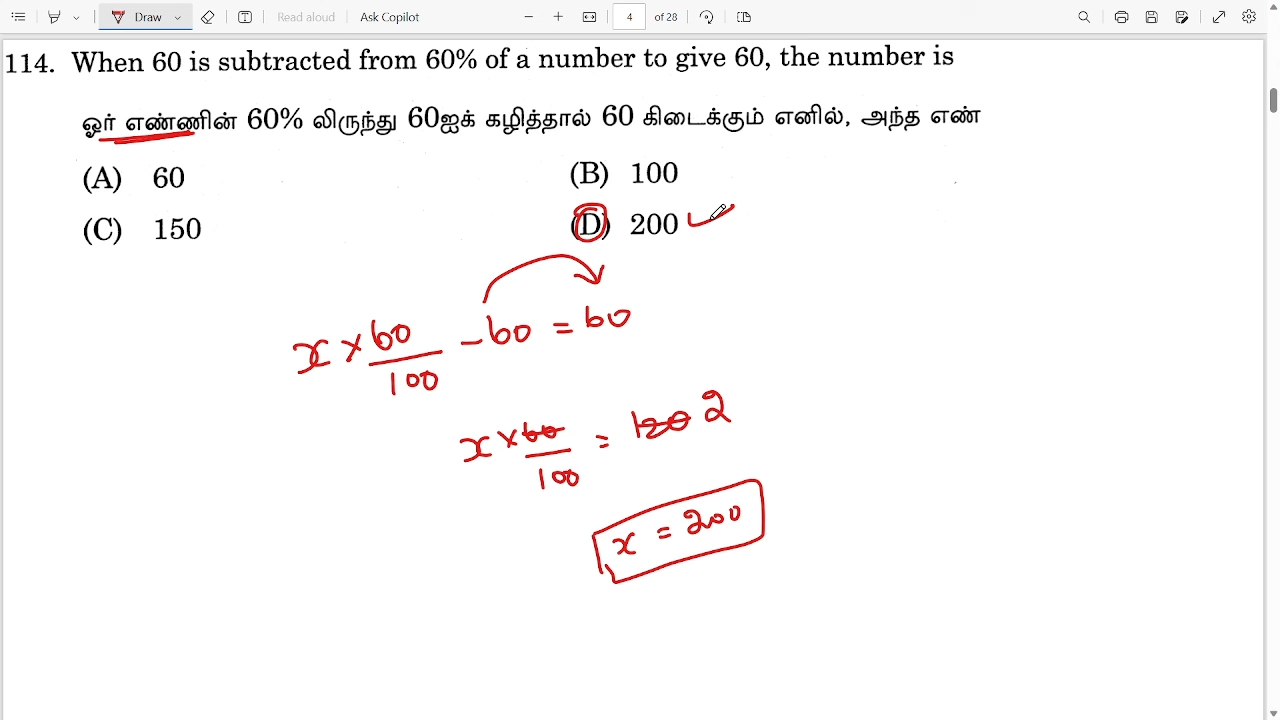 Draw Read aloud Ask Copilot 4 of 28
114. When 60 is subtracted from 60% of a number to give 60, the number is
ஓர் எண்ணின் 60% லிருந்து 60ஐக் கழித்தால் 60 கிடைக்கும் எனில், அந்த எண்
(A) 60 (B) 100
(C) 150 (D) 200
x × 60/100 - 60 = 60
x × 60/100 = 120 2
x = 200